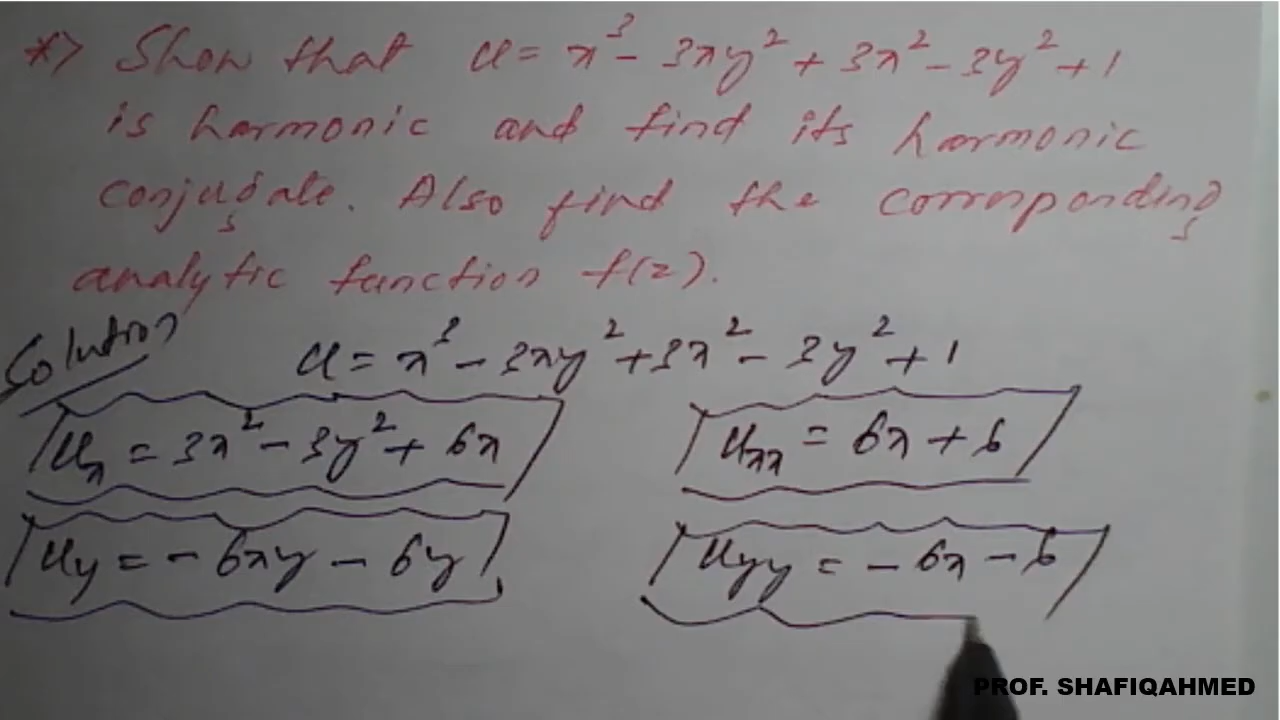 *> Show that u = x³ - 3xy² + 3x² - 3y² + 1
is harmonic and find its harmonic
conjugate. Also find the corresponding
analytic function f(z).
Solution
u = x³ - 3xy² + 3x² - 3y² + 1
uₓ = 3x² - 3y² + 6x
uₓₓ = 6x + 6
uy = - 6xy - 6y
uyy = - 6x - 6
PROF. SHAFIQAHMED